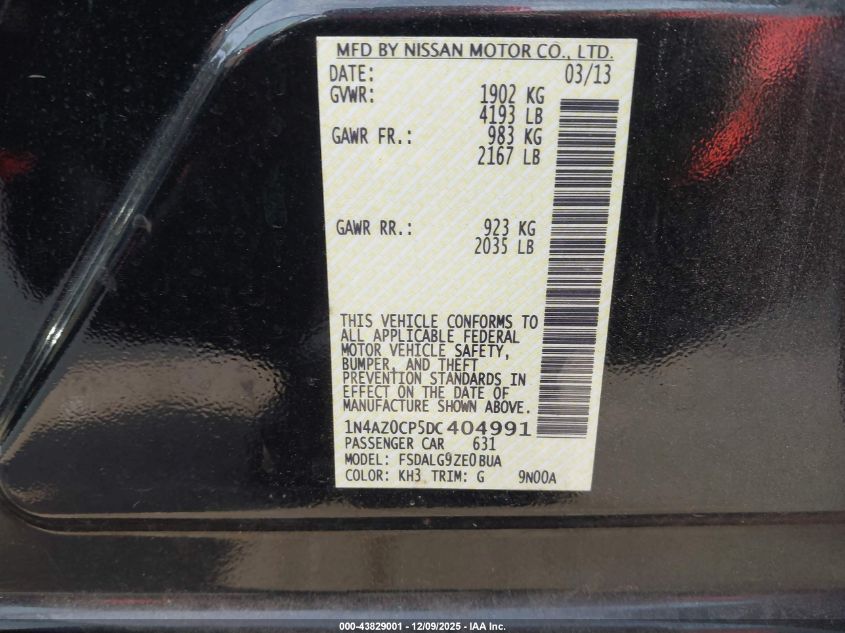 MFD BY NISSAN MOTOR CO., LTD.
DATE: 03/13
GVWR: 1902 KG
4193 LB
GAWR FR.: 983 KG
2167 LB
GAWR RR.: 923 KG
2035 LB
THIS VEHICLE CONFORMS TO
ALL APPLICABLE FEDERAL
MOTOR VEHICLE SAFETY,
BUMPER, AND THEFT
PREVENTION STANDARDS IN
EFFECT ON THE DATE OF
MANUFACTURE SHOWN ABOVE.
1N4AZ0CP5DC404991
PASSENGER CAR 631
MODEL: FSDALG9ZE0BUA
COLOR: KH3 TRIM: G 9N00A
000-43829001 - 12/09/2025 - IAA Inc.